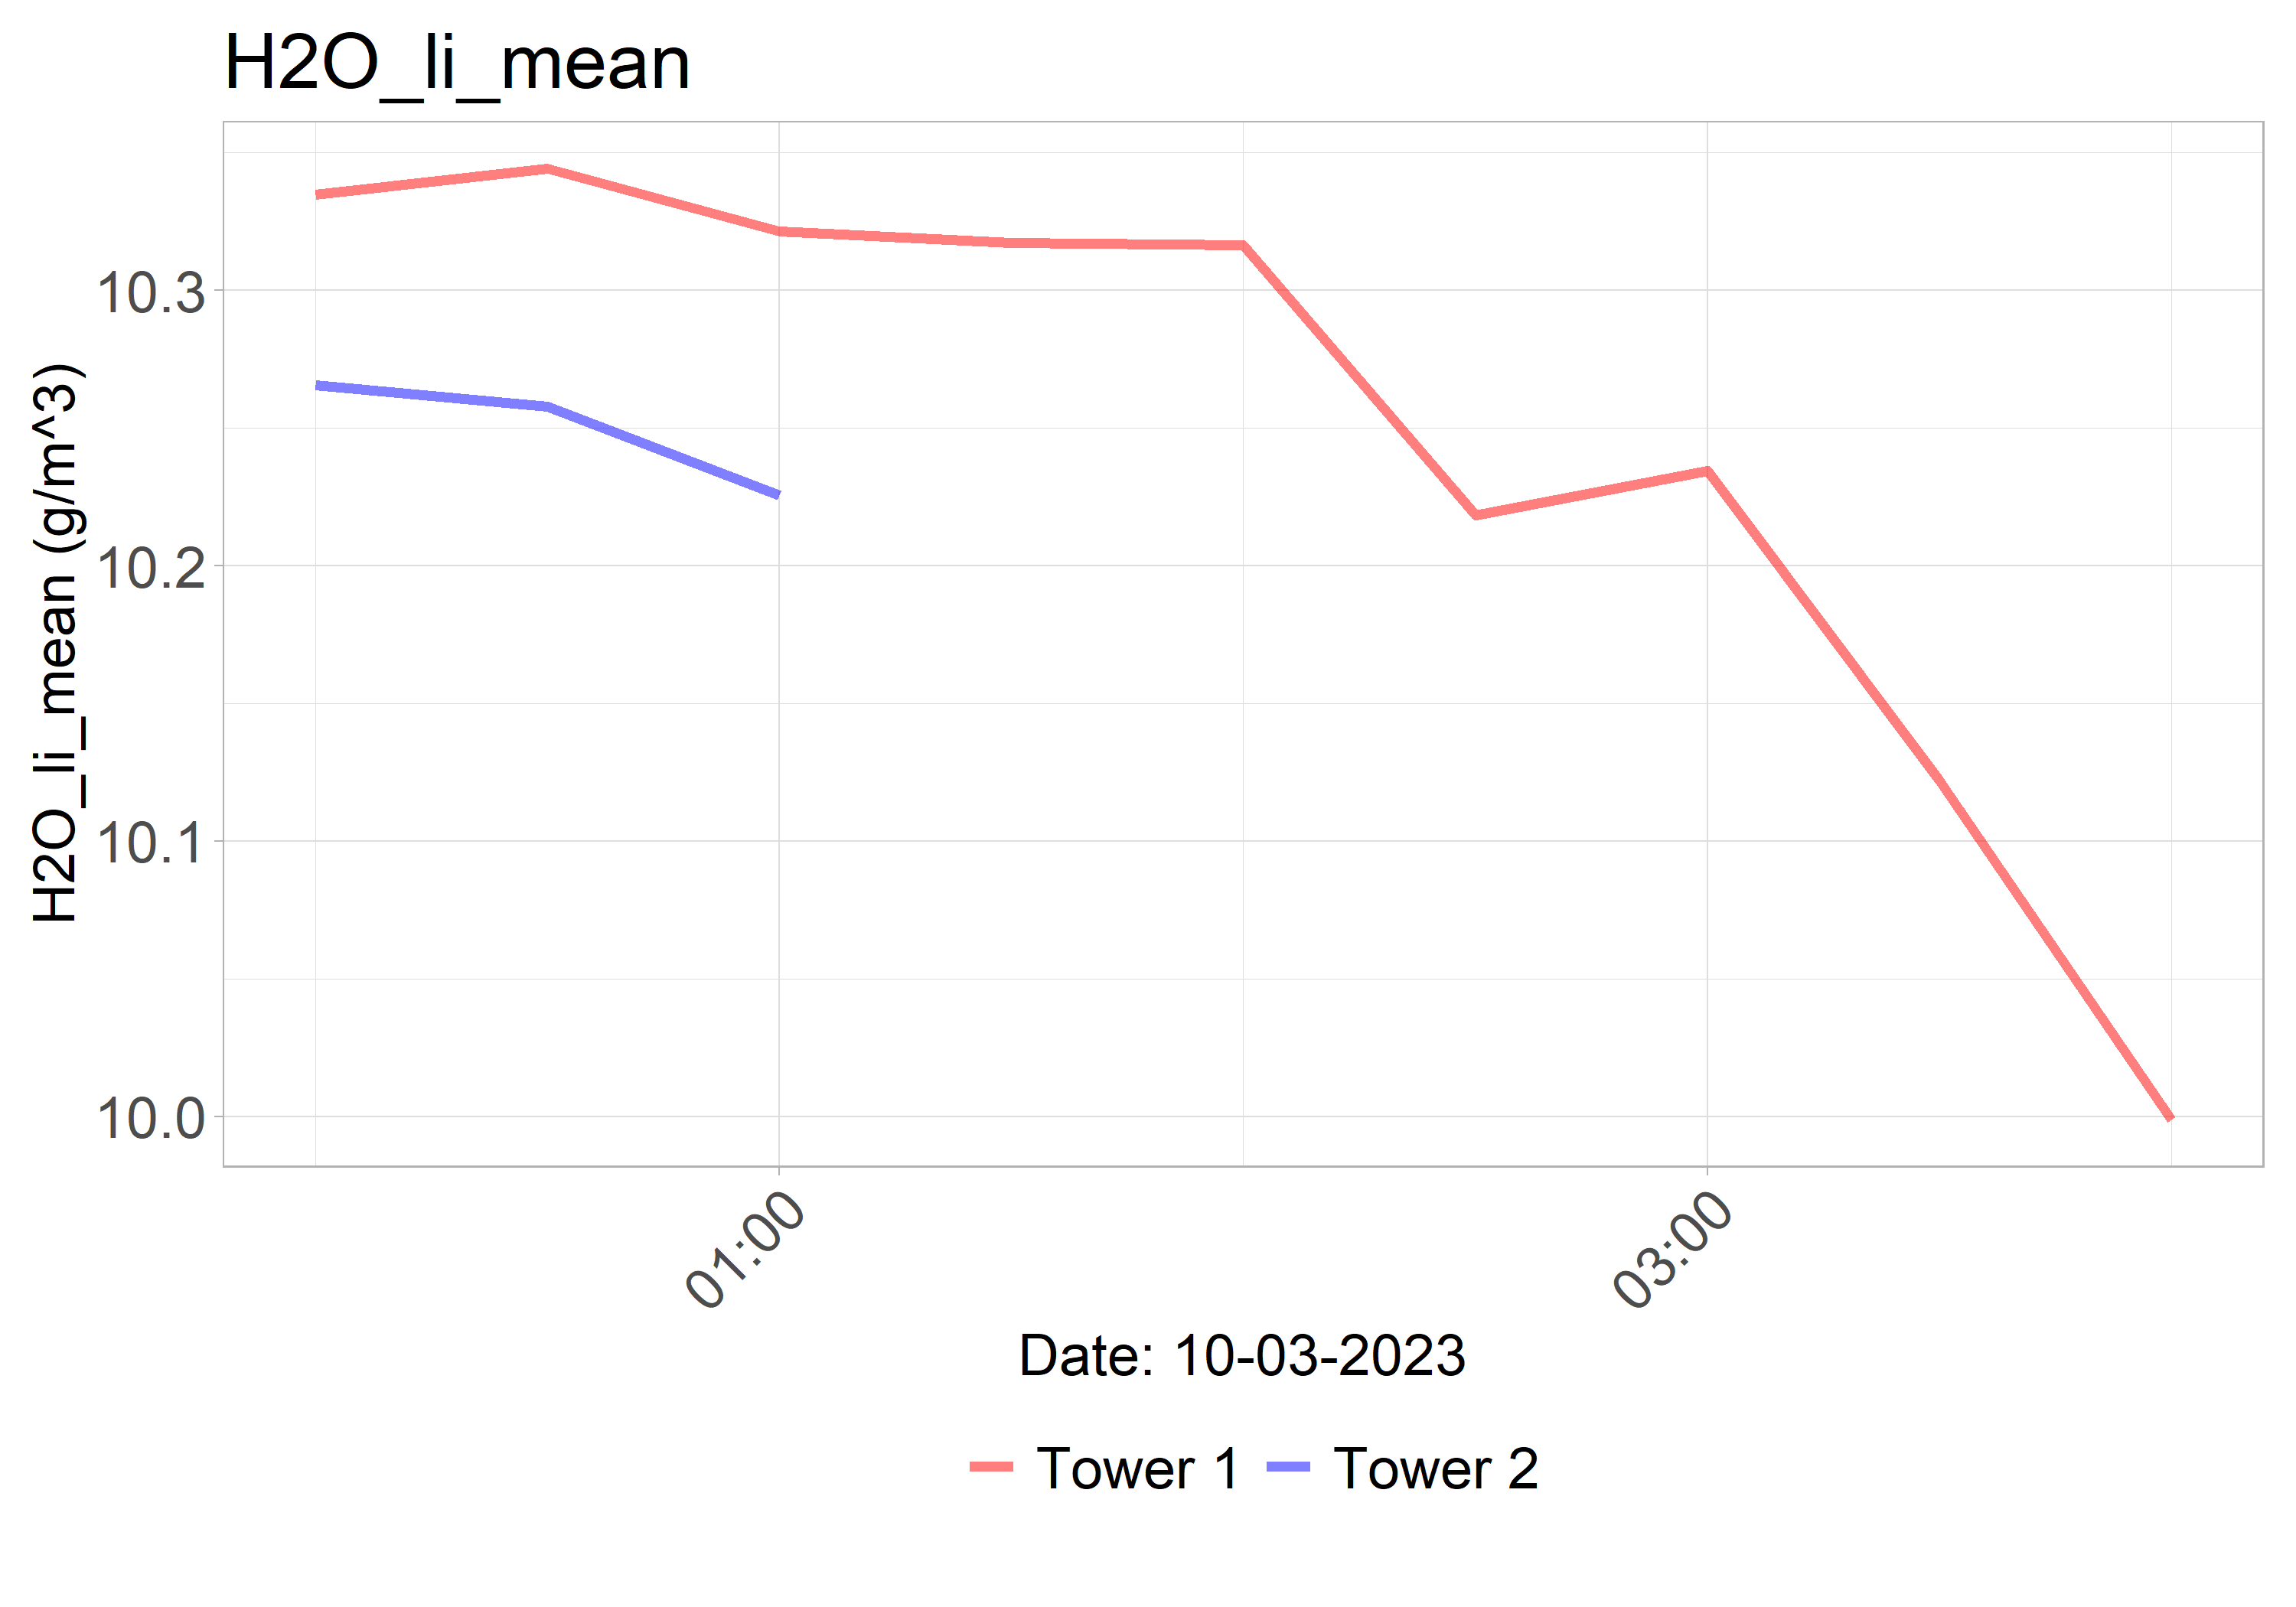 H2O_li_mean
H2O_li_mean (g/m^3)
10.3
10.2
10.1
10.0
01:00
03:00
Date: 10-03-2023
Tower 1
Tower 2